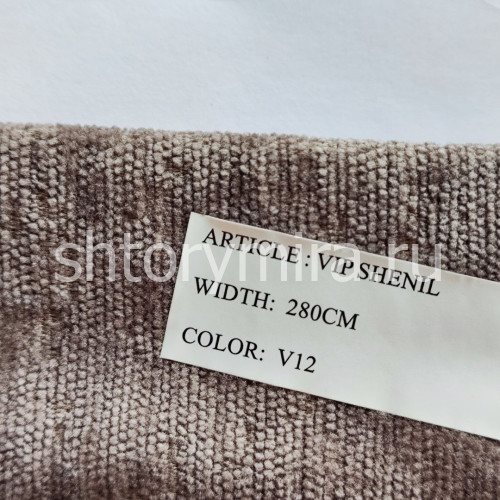 ARTICLE : VIP SHENIL
shtorymira.ru
WIDTH: 280CM
COLOR: V12